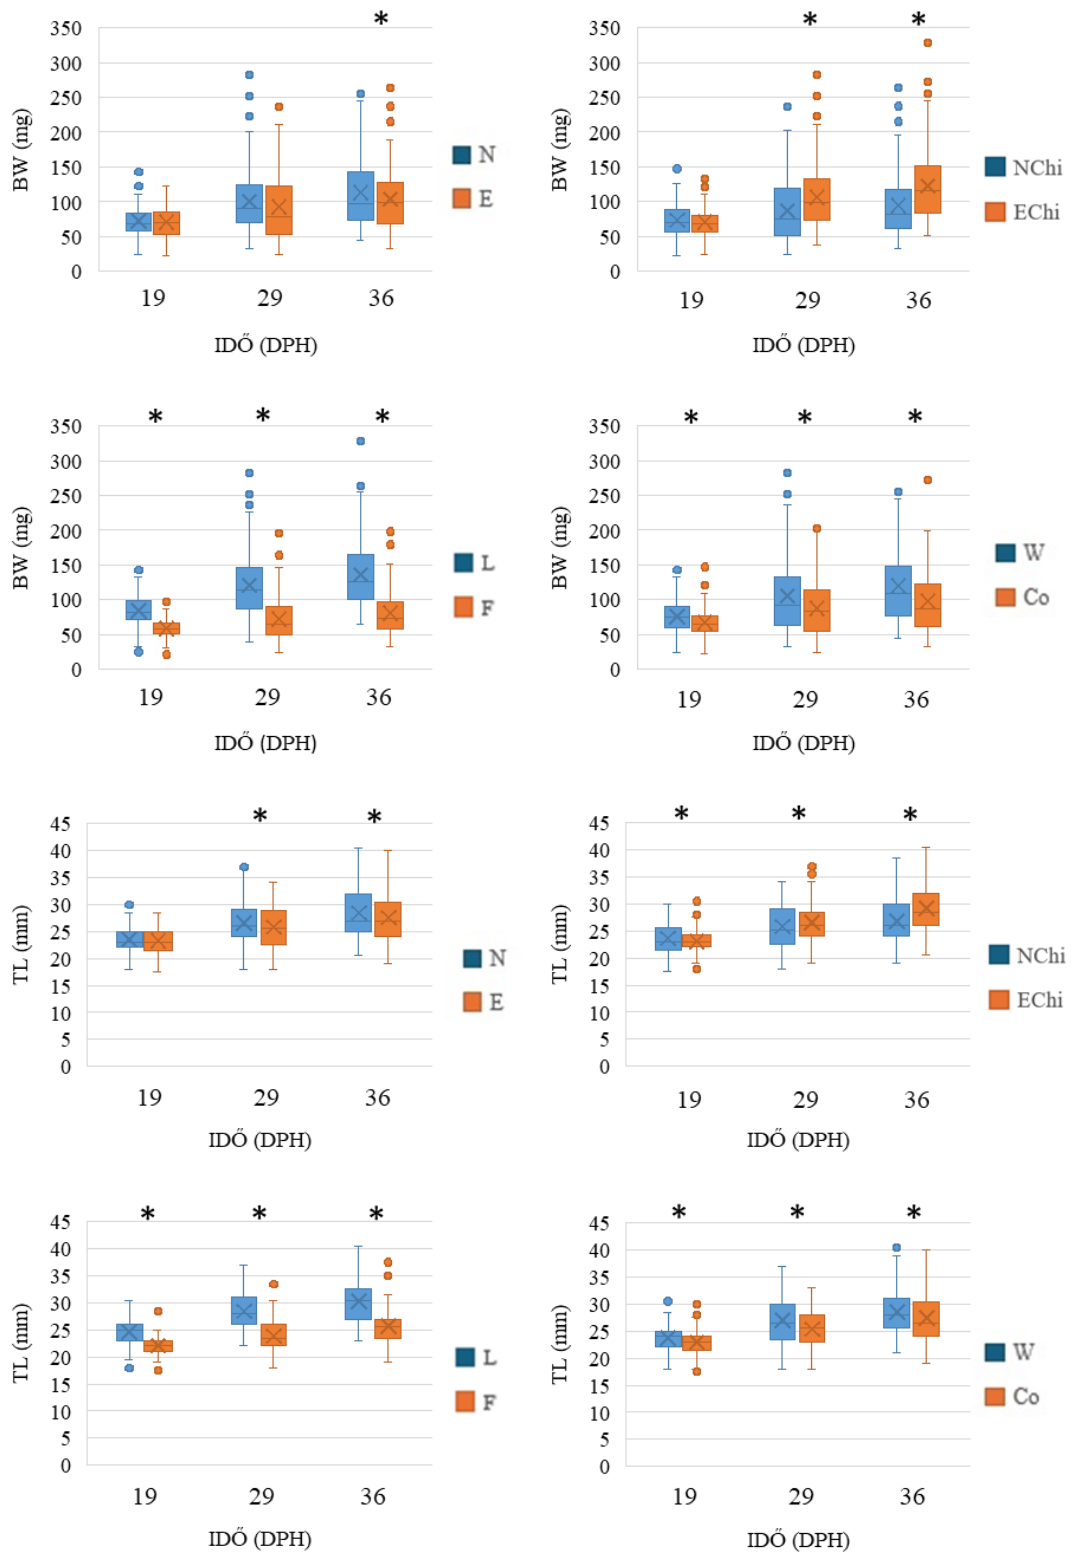 * * *
350 350
300 300
250 250
200 200
150 150
100 100
50 50
0 0
BW (mg) BW (mg)
N NChi
E EChi
19 29 36 19 29 36
IDŐ (DPH) IDŐ (DPH)
* * * * * *
350 350
300 300
250 250
200 200
150 150
100 100
50 50
0 0
BW (mg) BW (mg)
L W
F Co
19 29 36 19 29 36
IDŐ (DPH) IDŐ (DPH)
* * * * *
45 45
40 40
35 35
30 30
25 25
20 20
15 15
10 10
5 5
0 0
TL (mm) TL (mm)
N NChi
E EChi
19 29 36 19 29 36
IDŐ (DPH) IDŐ (DPH)
* * * * * *
45 45
40 40
35 35
30 30
25 25
20 20
15 15
10 10
5 5
0 0
TL (mm) TL (mm)
L W
F Co
19 29 36 19 29 36
IDŐ (DPH) IDŐ (DPH)